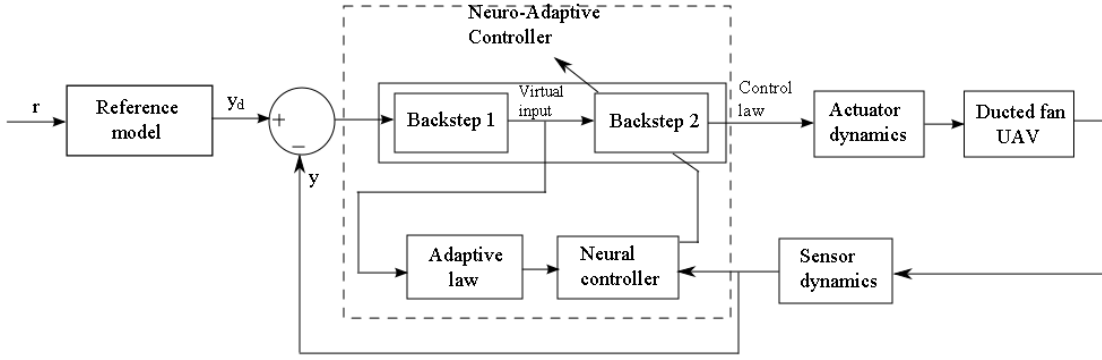 Neuro-Adaptive
Controller
r
Reference
model
yd
+
−
y
Backstep 1
Virtual
input
Backstep 2
Control
law
Actuator
dynamics
Ducted fan
UAV
Adaptive
law
Neural
controller
Sensor
dynamics